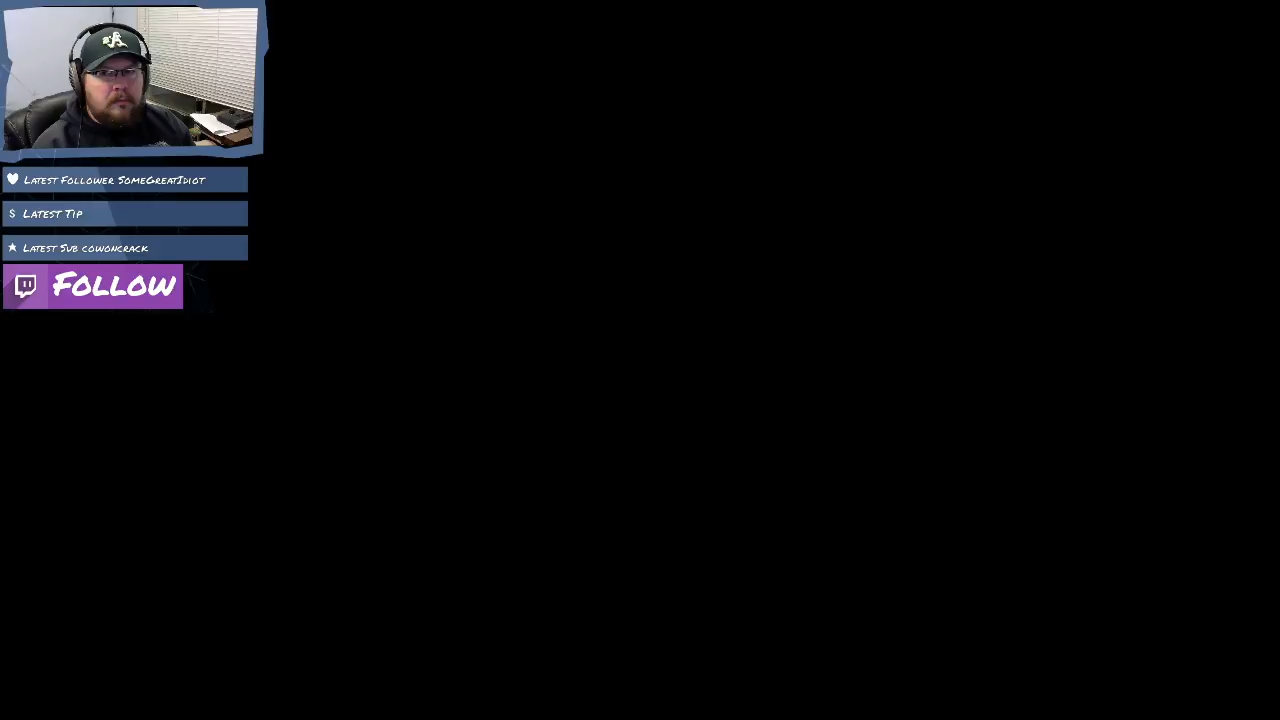 Latest Follower SomeGreatIdiot
$ Latest Tip
Latest Sub cowoncrack
Follow